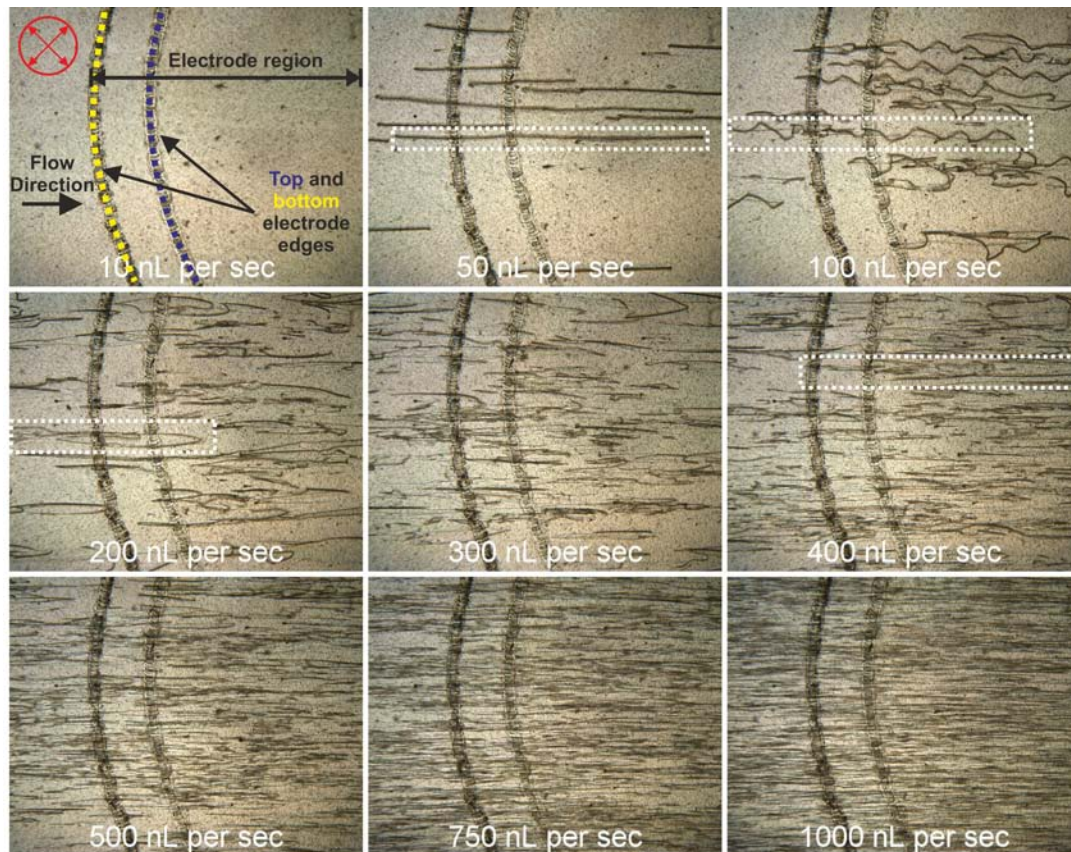 Electrode region
Flow
Direction
Top and
bottom
electrode
edges
10 nL per sec
50 nL per sec
100 nL per sec
200 nL per sec
300 nL per sec
400 nL per sec
500 nL per sec
750 nL per sec
1000 nL per sec